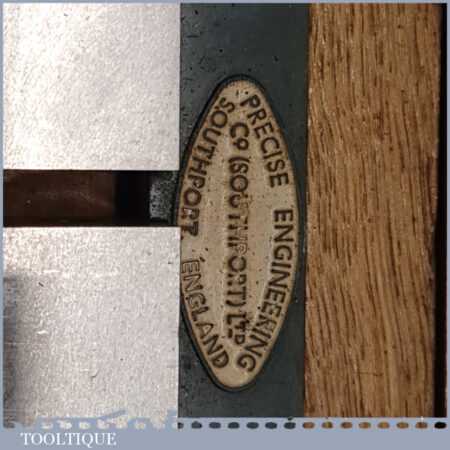 PRECISE ENGINEERING
Co (SOUTHPORT) LTD
SOUTHPORT ENGLAND
TOOLTIQUE